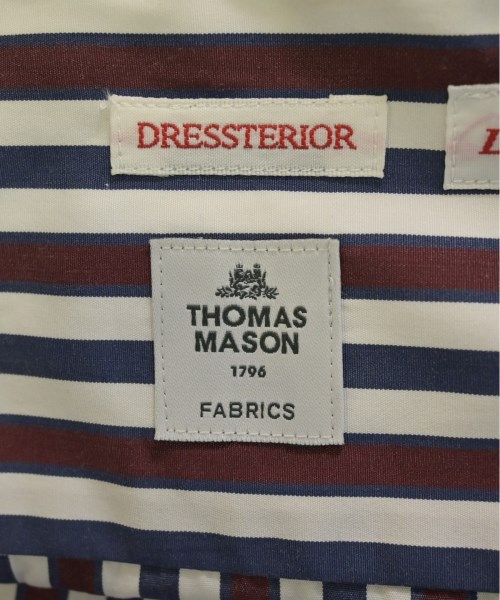 DRESSTERIOR
THOMAS
MASON
1796
FABRICS